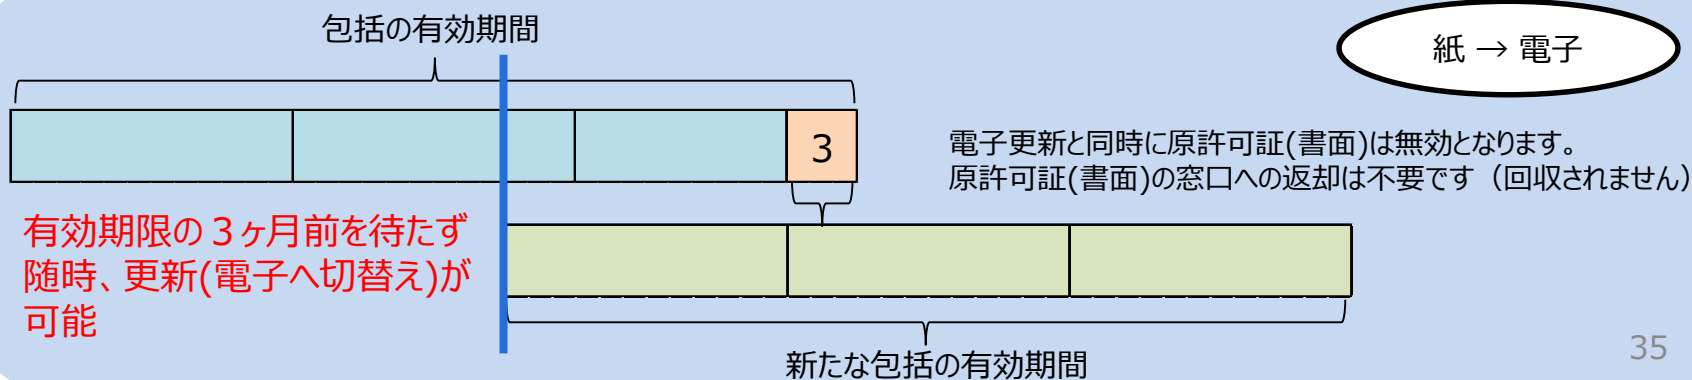 包括の有効期間
紙 → 電子
3
電子更新と同時に原許可証(書面)は無効となります。
原許可証(書面)の窓口への返却は不要です（回収されません）
有効期限の３ヶ月前を待たず
随時、更新(電子へ切替え)が
可能
新たな包括の有効期間
35